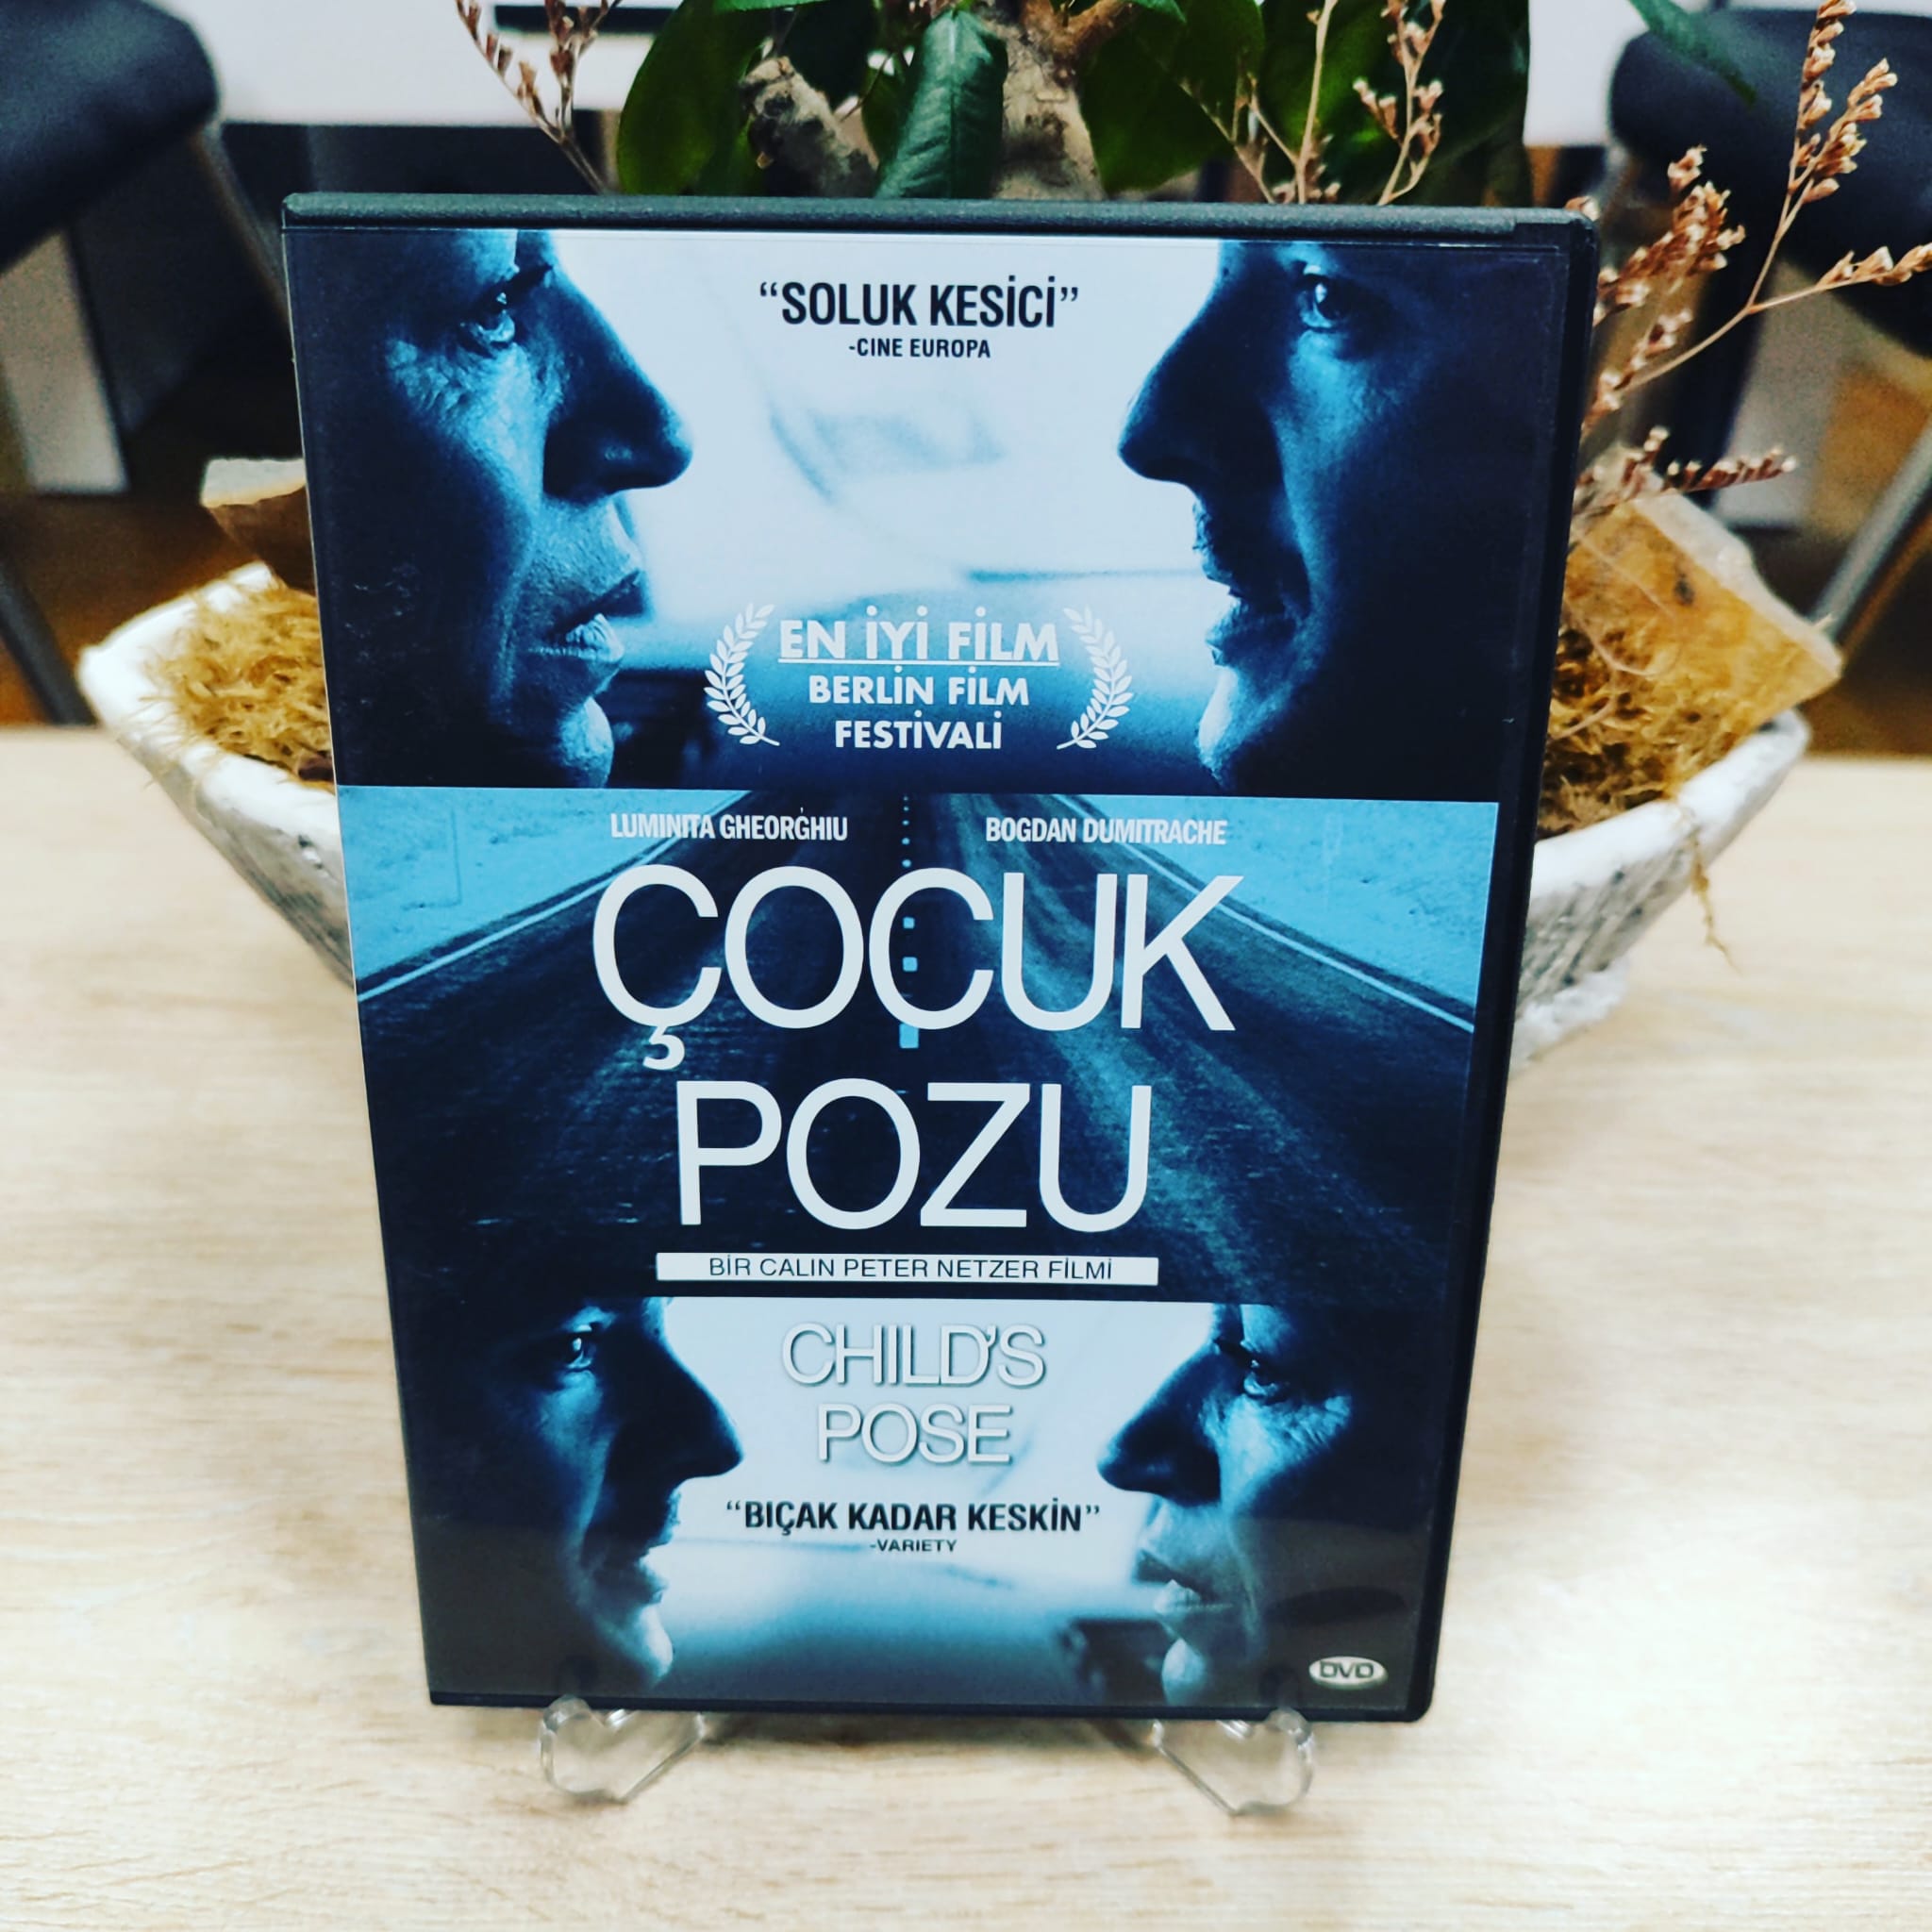 “SOLUK KESİCİ”
-CINE EUROPA
EN İYİ FİLM
BERLİN FİLM
FESTİVALİ
LUMINITA GHEORGHIU BOGDAN DUMITRACHE
ÇOCUK
POZU
BİR CALIN PETER NETZER FİLMİ
CHILD'S
POSE
“BIÇAK KADAR KESKİN”
-VARIETY
DVD